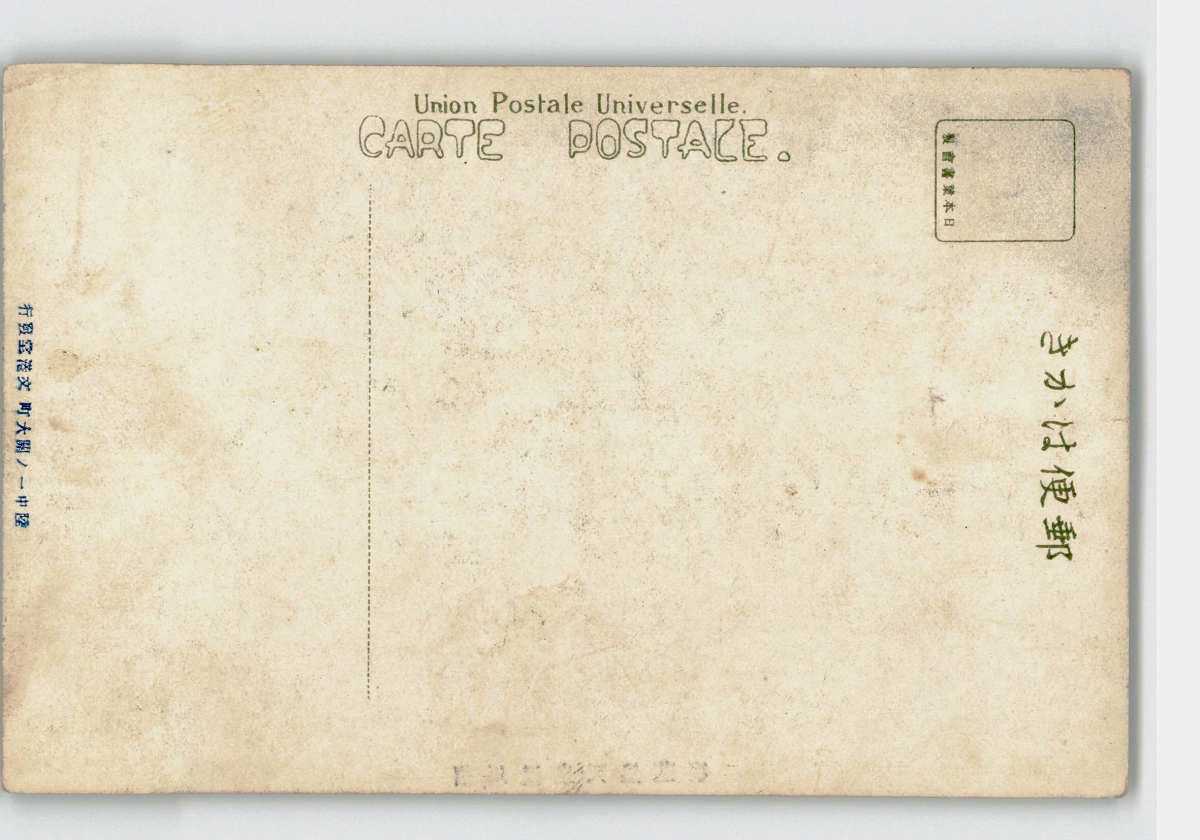 Union Postale Universelle.
CARTE POSTALE.
日本葉書會製
郵便はかき
陸中一ノ關大町 文港堂發行